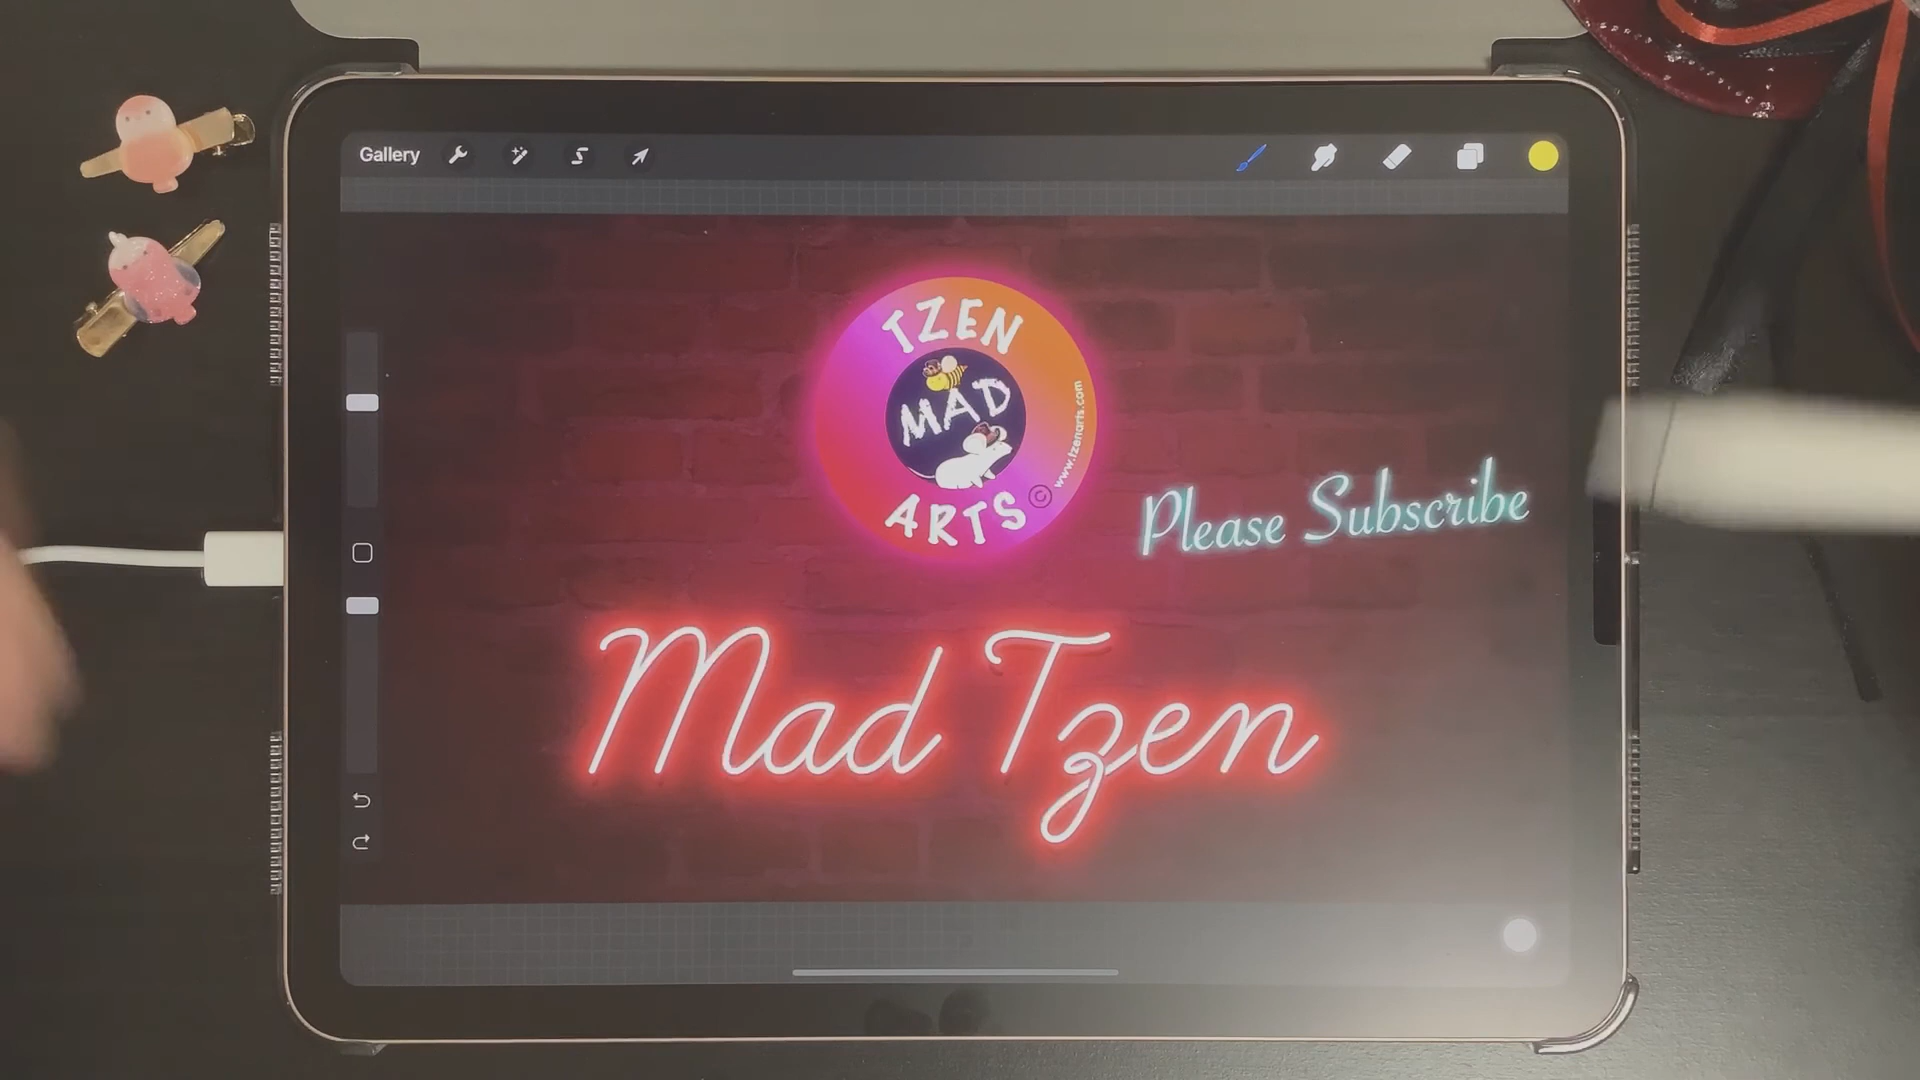 Gallery
TZEN
MAD
www.tzenarts.com
ARTS ©
Please Subscribe
Mad Tzen